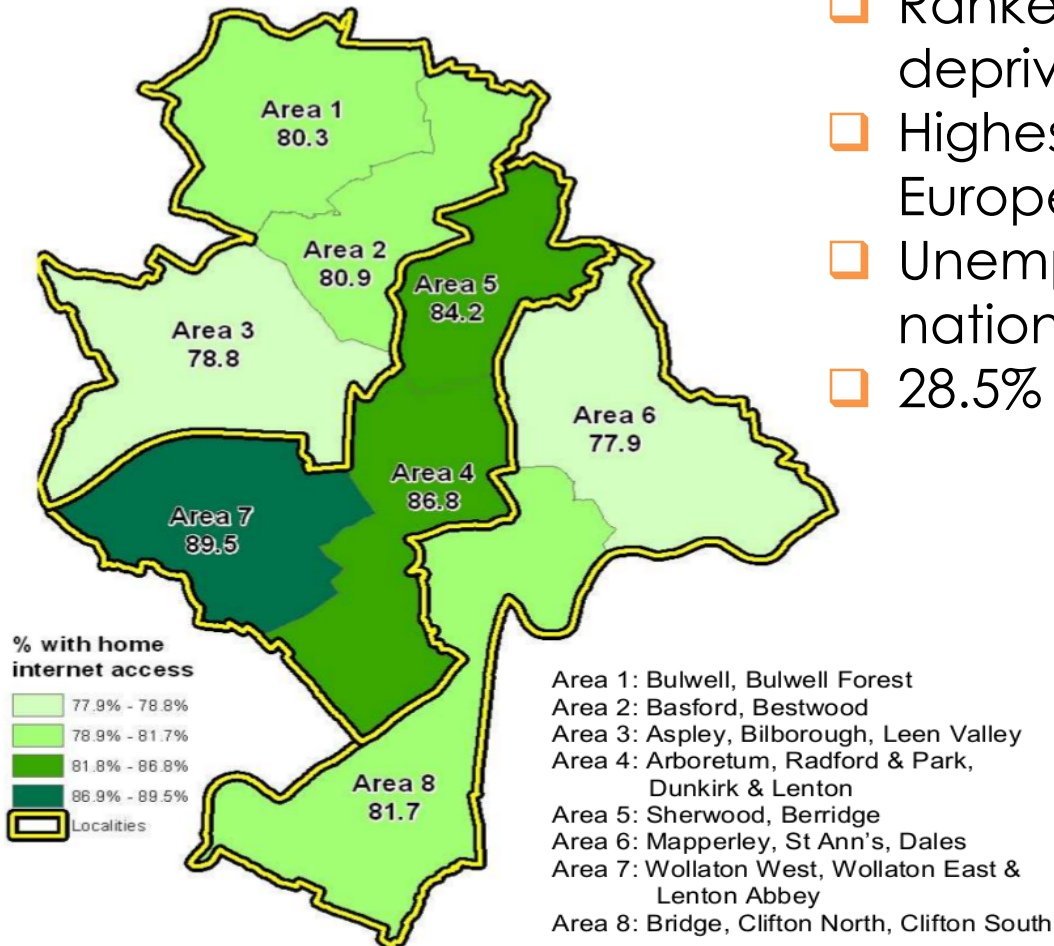 Area 1
80.3
Area 2
80.9
Area 5
84.2
Area 3
78.8
Area 6
77.9
Area 4
86.8
Area 7
89.5
Area 8
81.7
% with home
internet access
77.9% - 78.8%
78.9% - 81.7%
81.8% - 86.8%
86.9% - 89.5%
Localities
Area 1: Bulwell, Bulwell Forest
Area 2: Basford, Bestwood
Area 3: Aspley, Bilborough, Leen Valley
Area 4: Arboretum, Radford & Park,
Dunkirk & Lenton
Area 5: Sherwood, Berridge
Area 6: Mapperley, St Ann's, Dales
Area 7: Wollaton West, Wollaton East &
Lenton Abbey
Area 8: Bridge, Clifton North, Clifton South
Ranke
depriv
Highes
Europe
Unemp
nation
28.5%